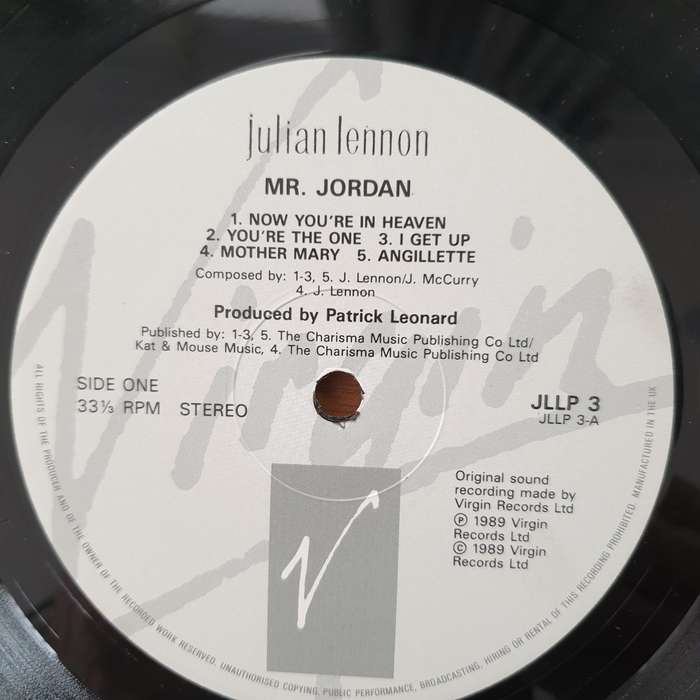 julian lennon
MR. JORDAN
1. NOW YOU'RE IN HEAVEN
2. YOU'RE THE ONE 3. I GET UP
4. MOTHER MARY 5. ANGILLETTE
Composed by: 1-3, 5. J. Lennon/J. McCurry
4. J. Lennon
Produced by Patrick Leonard
Published by: 1-3, 5. The Charisma Music Publishing Co Ltd/
Kat & Mouse Music, 4. The Charisma Music Publishing Co Ltd
SIDE ONE
33⅓ RPM STEREO
JLLP 3
JLLP 3-A
Original sound
recording made by
Virgin Records Ltd
℗ 1989 Virgin
© 1989 Virgin
Records Ltd
Virgin
V
ALL RIGHTS OF THE PRODUCER AND OF THE OWNER OF THE RECORDED WORK RESERVED. UNAUTHORISED COPYING, PUBLIC PERFORMANCE, BROADCASTING, HIRING OR RENTAL OF THIS RECORDING PROHIBITED. MANUFACTURED IN THE UK